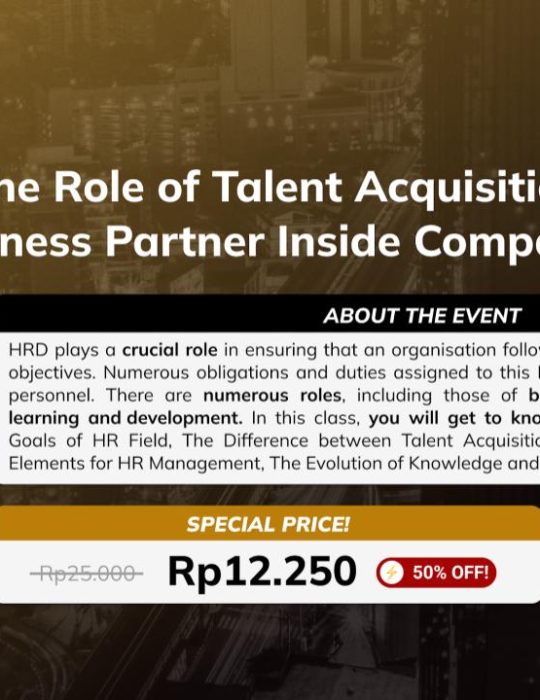 he Role of Talent Acquisiti
ness Partner Inside Compa
ABOUT THE EVENT
HRD plays a crucial role in ensuring that an organisation follo
objectives. Numerous obligations and duties assigned to this
personnel. There are numerous roles, including those of b
learning and development. In this class, you will get to kno
Goals of HR Field, The Difference between Talent Acquisitio
Elements for HR Management, The Evolution of Knowledge and
SPECIAL PRICE!
Rp25.000
Rp12.250
50% OFF!